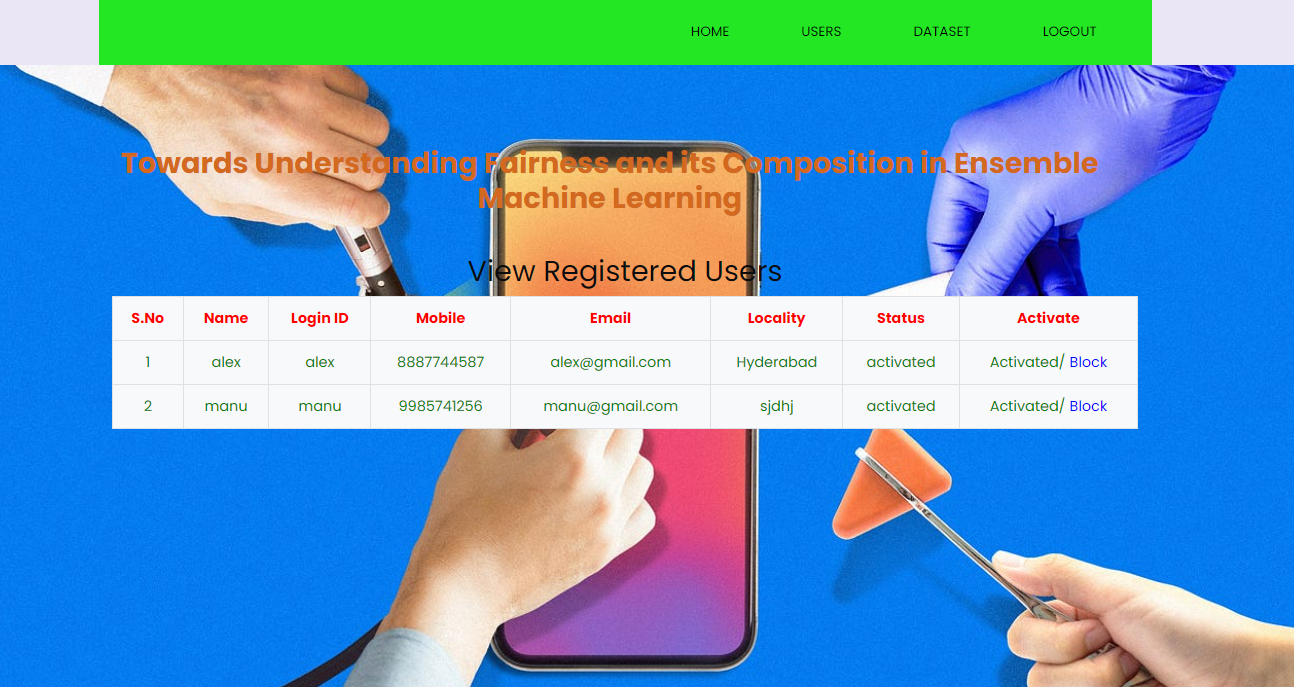 HOME USERS DATASET LOGOUT
Towards Understanding Fairness and its Composition in Ensemble
Machine Learning
View Registered Users
S.No Name Login ID Mobile Email Locality Status Activate
1 alex alex 8887744587 alex@gmail.com Hyderabad activated Activated/ Block
2 manu manu 9985741256 manu@gmail.com sjdhj activated Activated/ Block